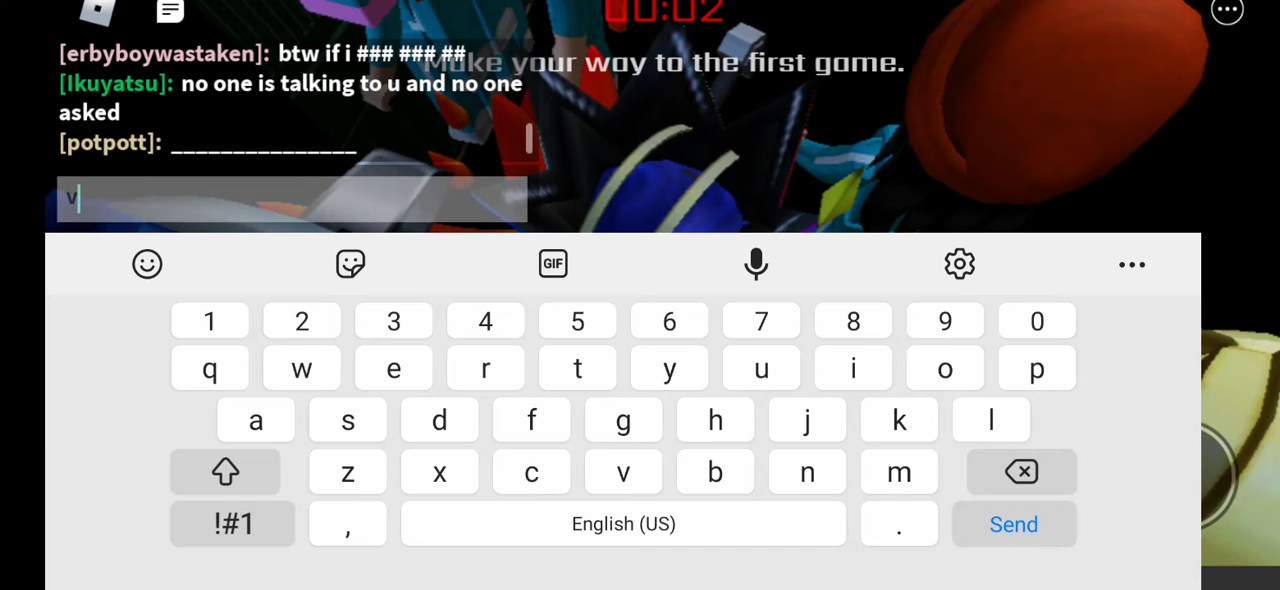 00:02
Make your way to the first game.
[erbyboywastaken]: btw if i ### ### ##
[Ikuyatsu]: no one is talking to u and no one
asked
[potpott]: _______________
v
GIF
1 2 3 4 5 6 7 8 9 0
q w e r t y u i o p
a s d f g h j k l
z x c v b n m
!#1 , English (US) . Send